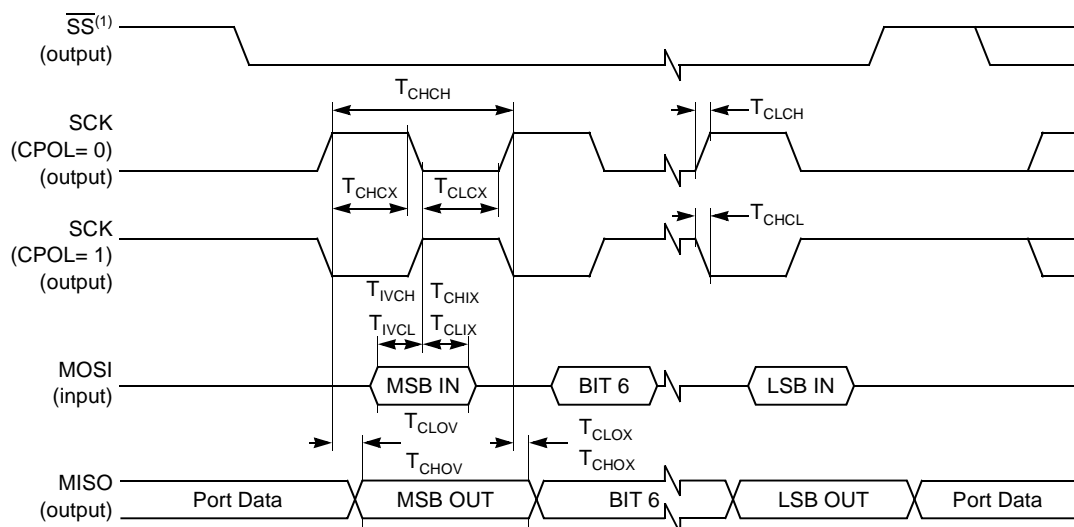 SS(1)
(output)
TCHCH
SCK
(CPOL= 0)
(output)
TCLCH
TCHCX
TCLCX
SCK
(CPOL= 1)
(output)
TCHCL
TIVCH
TCHIX
TIVCL
TCLIX
MOSI
(input)
MSB IN
BIT 6
LSB IN
TCLOV
TCLOX
TCHOV
TCHOX
MISO
(output)
Port Data
MSB OUT
BIT 6
LSB OUT
Port Data